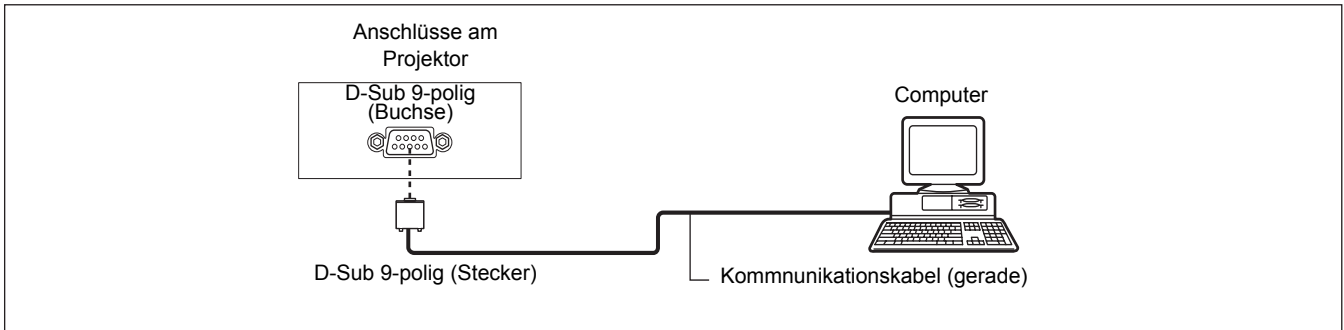 Anschlüsse am
Projektor
D-Sub 9-polig
(Buchse)
Computer
D-Sub 9-polig (Stecker)
Kommnunikationskabel (gerade)